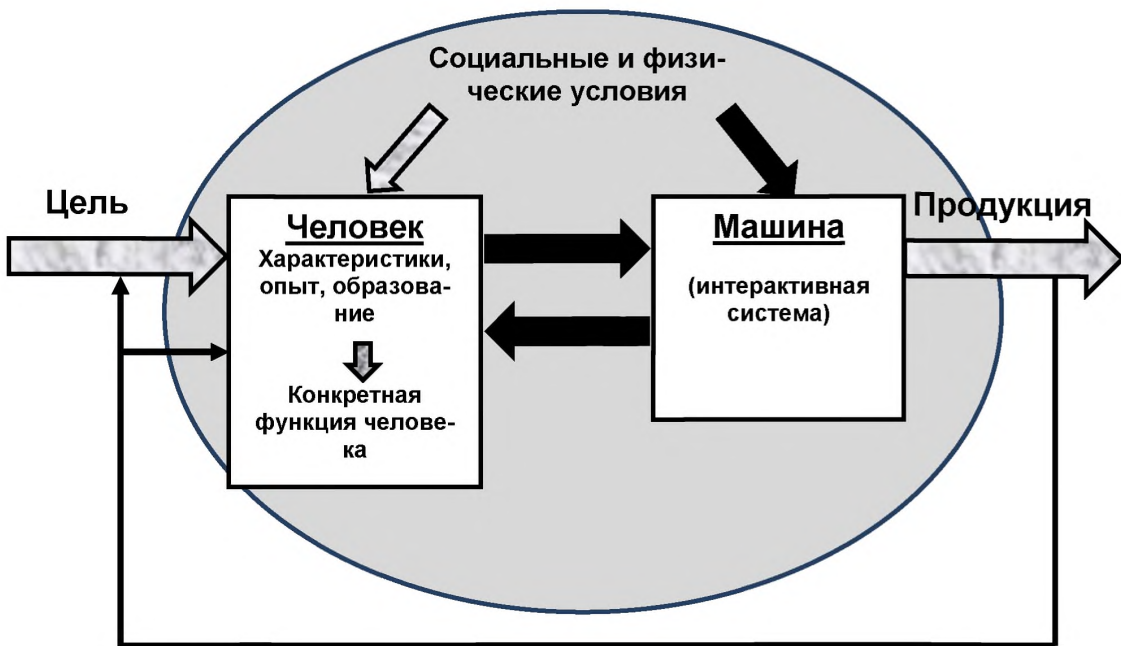 Социальные и физи-
ческие условия
Цель
Человек
Характеристики,
опыт, образова-
ние
Конкретная
функция челове-
ка
Машина
(интерактивная
система)
Продукция